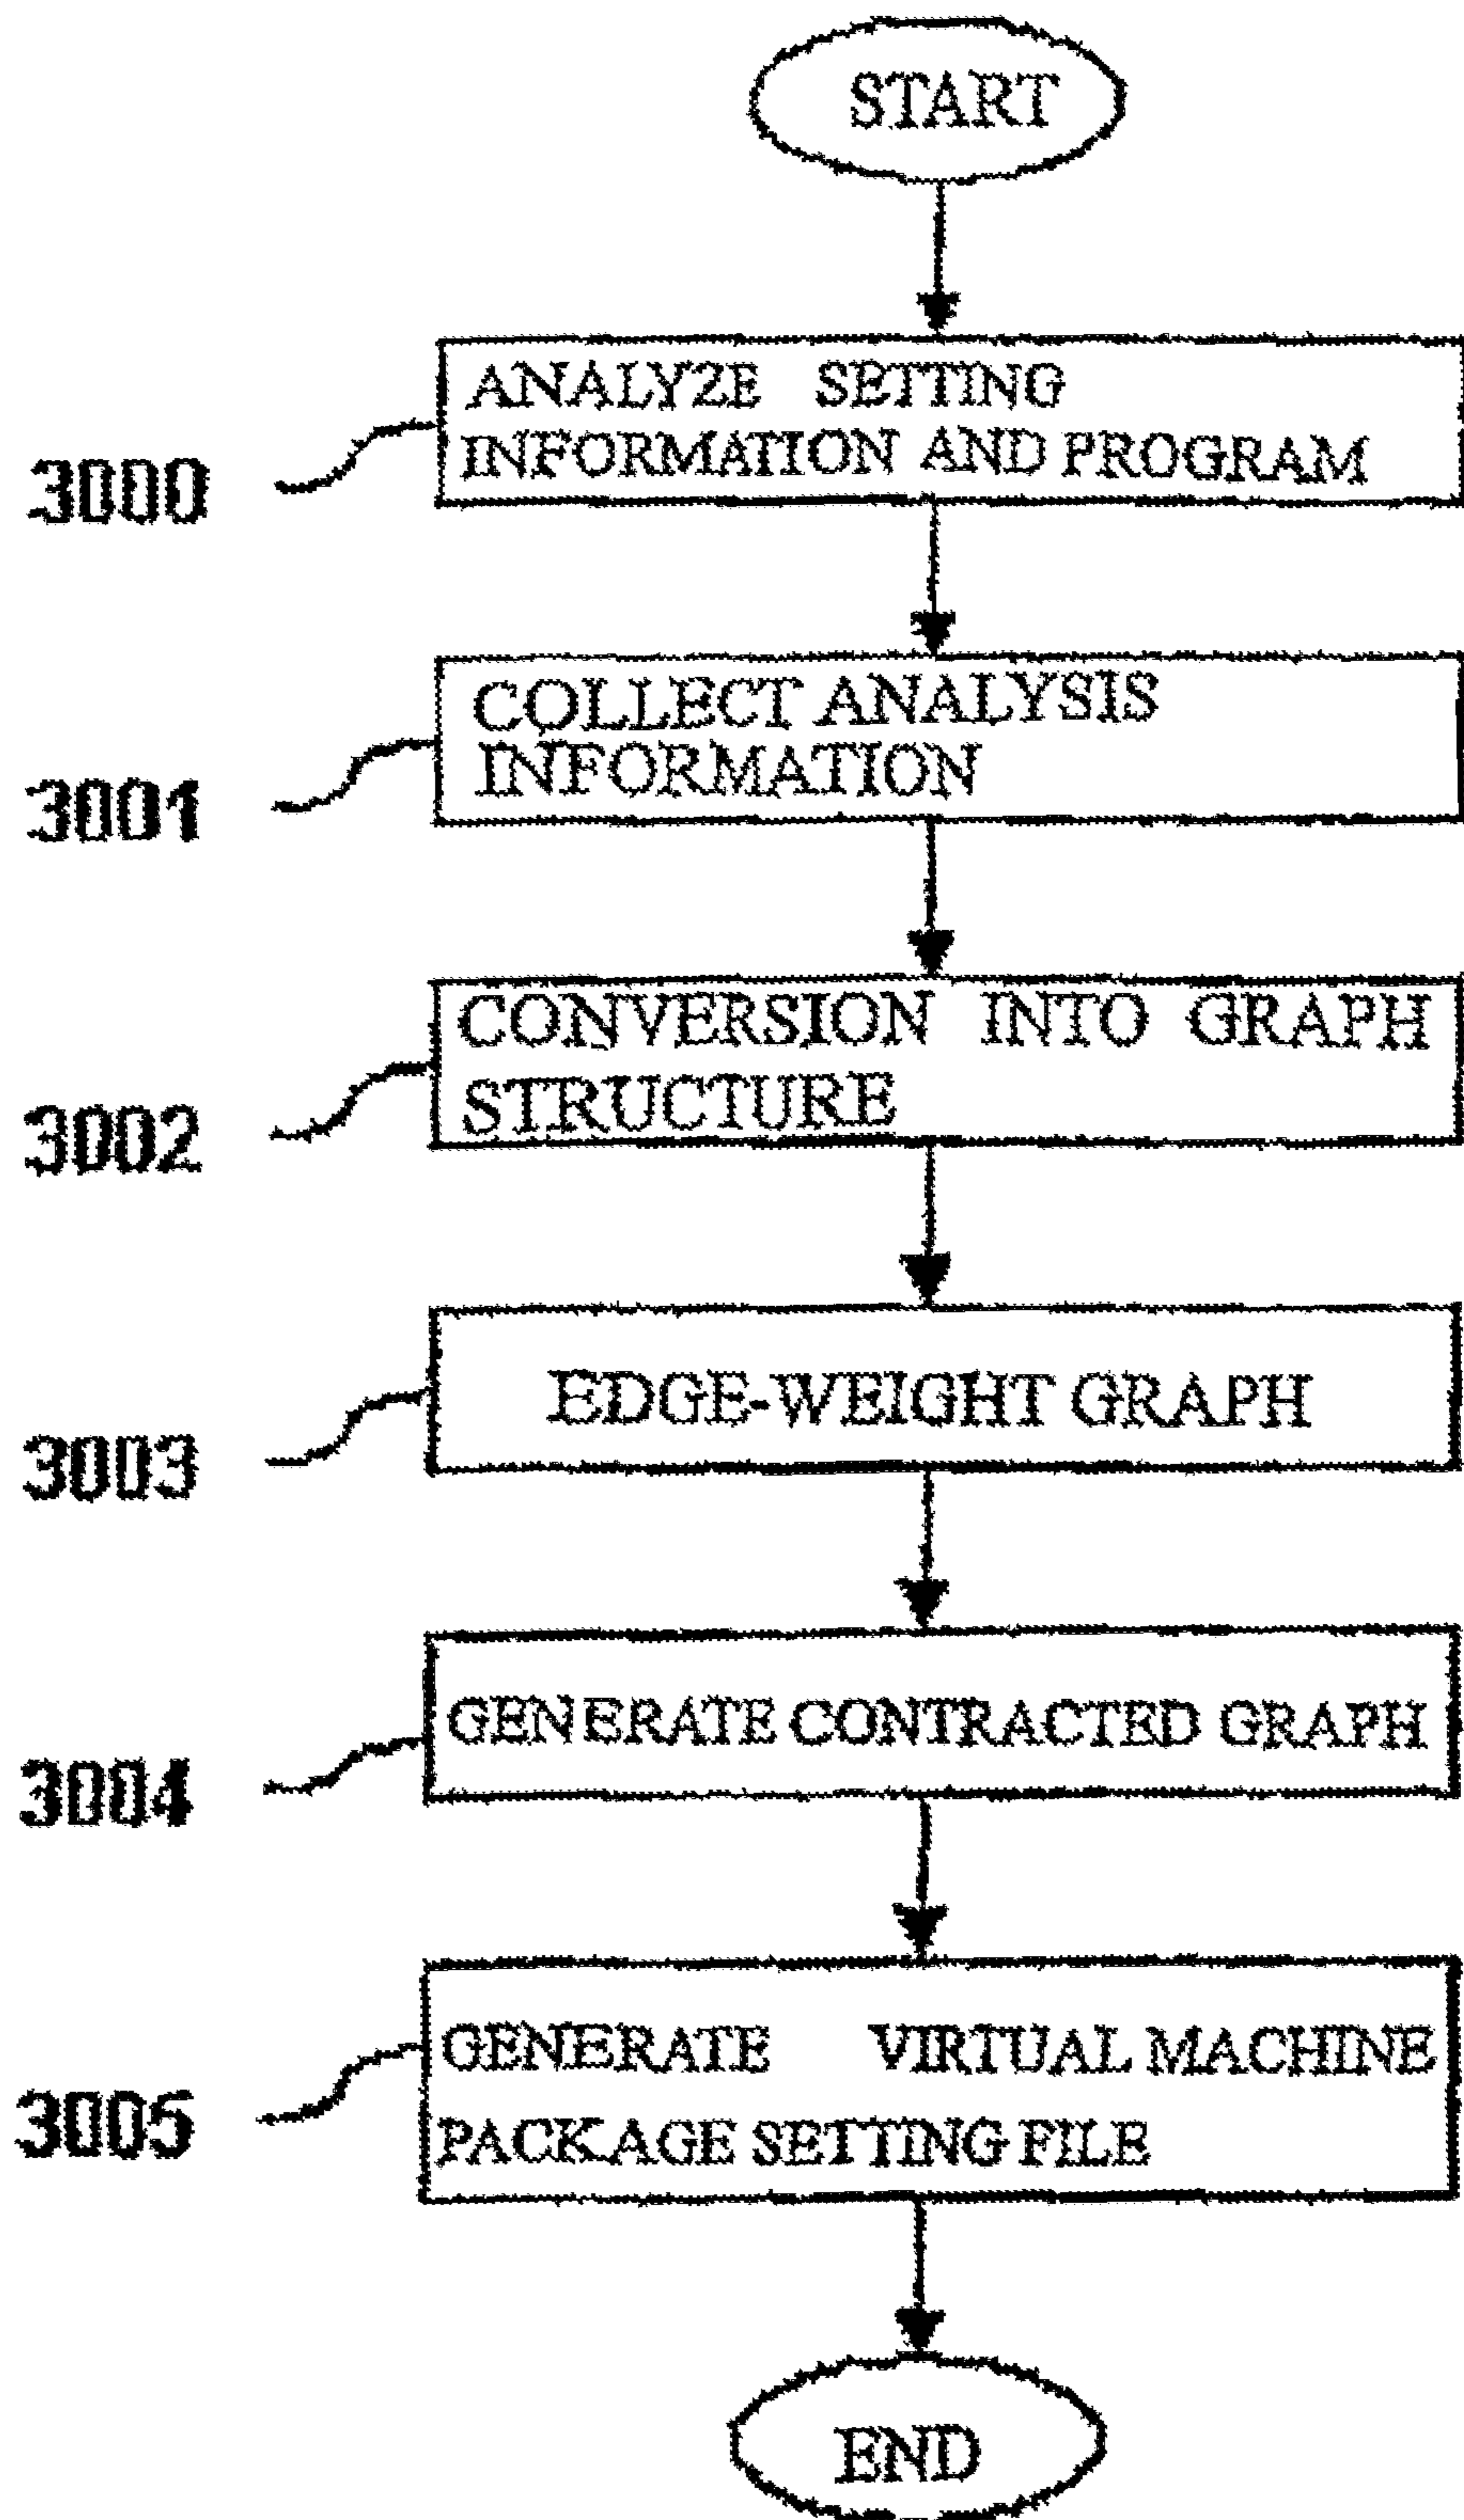 START
3000
ANALYZE SETTING
INFORMATION AND PROGRAM
3001
COLLECT ANALYSIS
INFORMATION
3002
CONVERSION INTO GRAPH
STRUCTURE
3003
EDGE-WEIGHT GRAPH
3004
GENERATE CONTRACTED GRAPH
3005
GENERATE VIRTUAL MACHINE
PACKAGE SETTING FILE
END